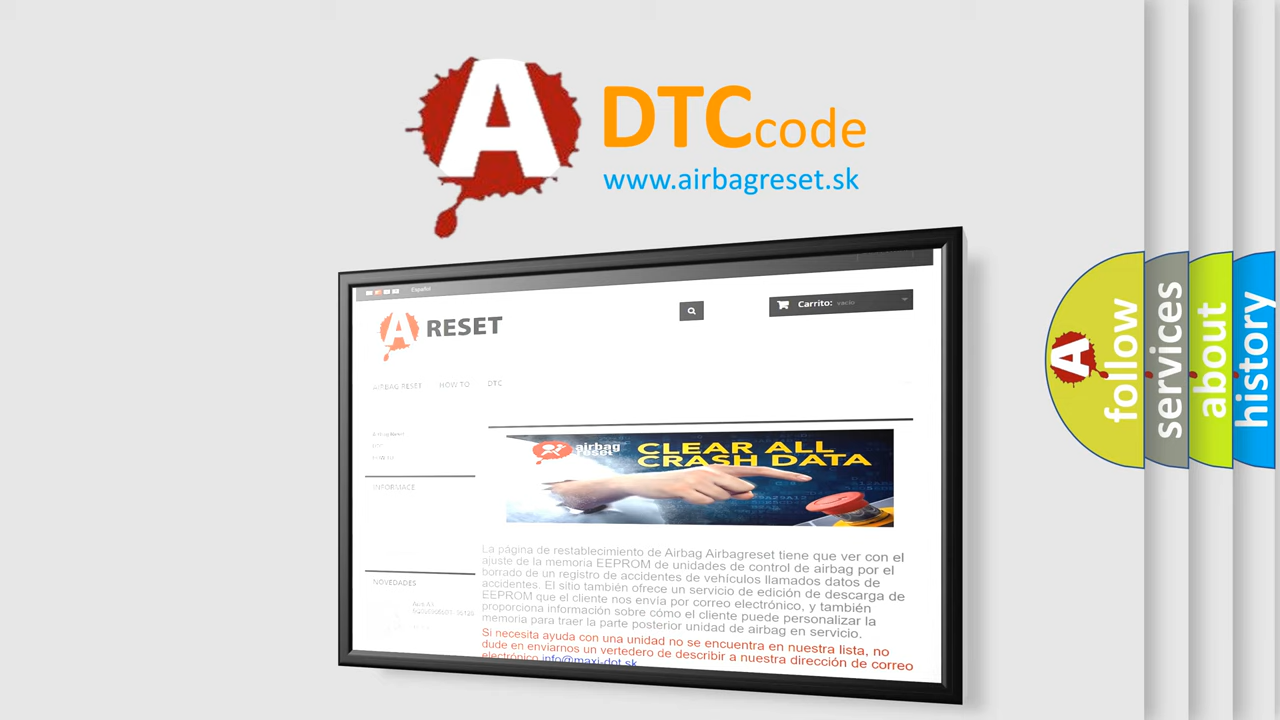 A
DTCcode
www.airbagreset.sk
Español
A RESET
Carrito: vacío
AIRBAG RESET HOW TO DTC
Airbag Reset
DTC
HOW TO
INFORMACE
airbag
reset
CLEAR ALL
CRASH DATA
La página de restablecimiento de Airbag Airbagreset tiene que ver con el
ajuste de la memoria EEPROM de unidades de control de airbag por el
borrado de un registro de accidentes de vehículos llamados datos de
accidentes. El sitio también ofrece un servicio de edición de descarga de
EEPROM que el cliente nos envía por correo electrónico, y también
proporciona información sobre cómo el cliente puede personalizar la
memoria para traer la parte posterior unidad de airbag en servicio.
Si necesita ayuda con una unidad no se encuentra en nuestra lista, no
dude en enviarnos un vertedero de describir a nuestra dirección de correo
electrónico info@maxi-dot.sk
NOVEDADES
A
follow
services
about
history